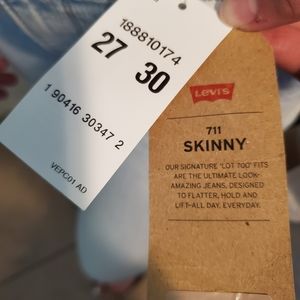 188810174
27 30
1 90416 30347 2
VEPC01 AD
Levi's
711
SKINNY
OUR SIGNATURE 'LOT 700' FITS
ARE THE ULTIMATE LOOK-
AMAZING JEANS, DESIGNED
TO FLATTER, HOLD AND
LIFT—ALL DAY, EVERYDAY.